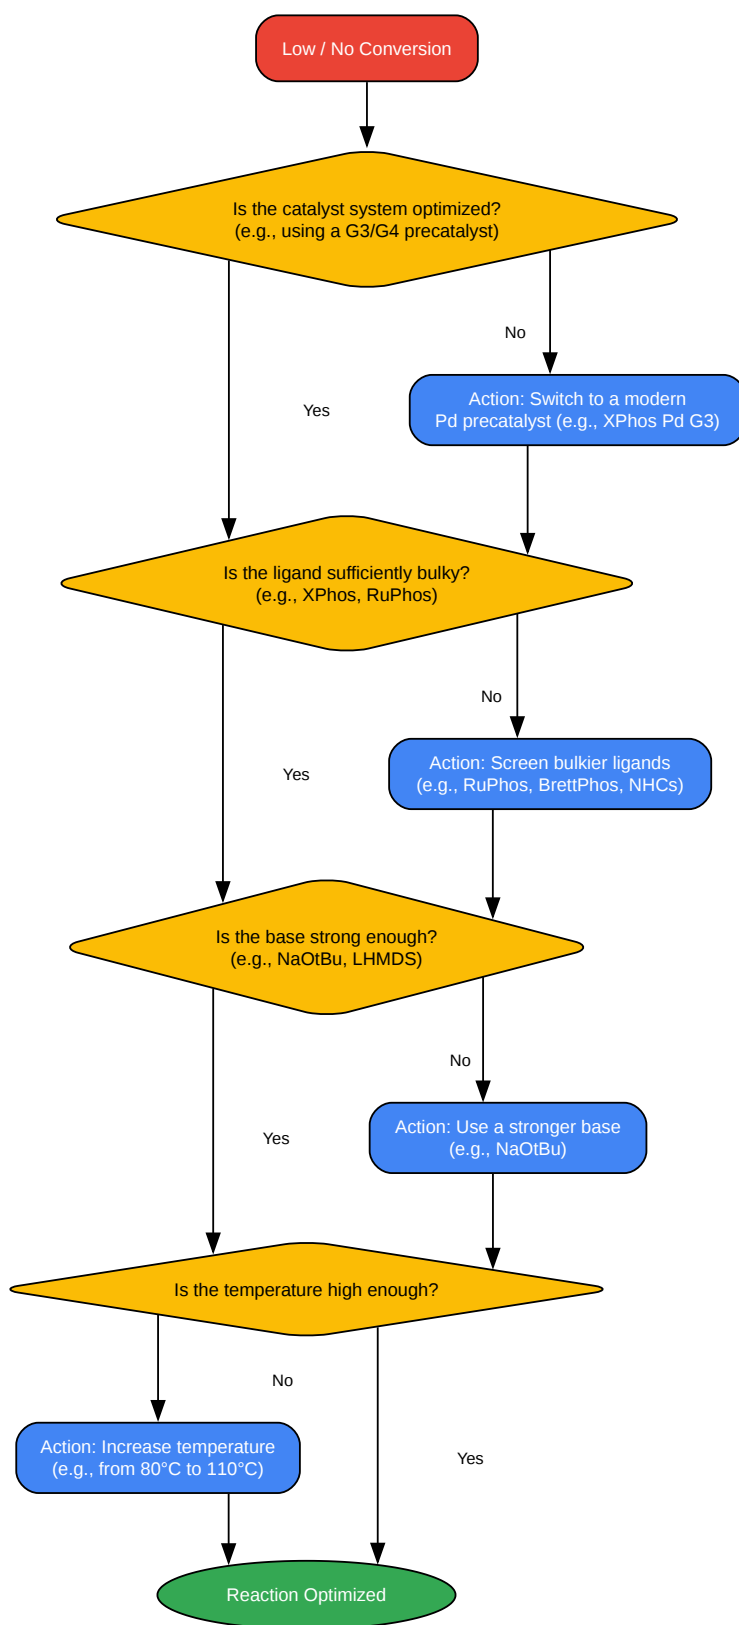 Low / No Conversion
Is the catalyst system optimized?
(e.g., using a G3/G4 precatalyst)
No
Yes
Action: Switch to a modern
Pd precatalyst (e.g., XPhos Pd G3)
Is the ligand sufficiently bulky?
(e.g., XPhos, RuPhos)
No
Yes
Action: Screen bulkier ligands
(e.g., RuPhos, BrettPhos, NHCs)
Is the base strong enough?
(e.g., NaOtBu, LHMDS)
No
Yes
Action: Use a stronger base
(e.g., NaOtBu)
Is the temperature high enough?
No
Action: Increase temperature
(e.g., from 80°C to 110°C)
Yes
Reaction Optimized